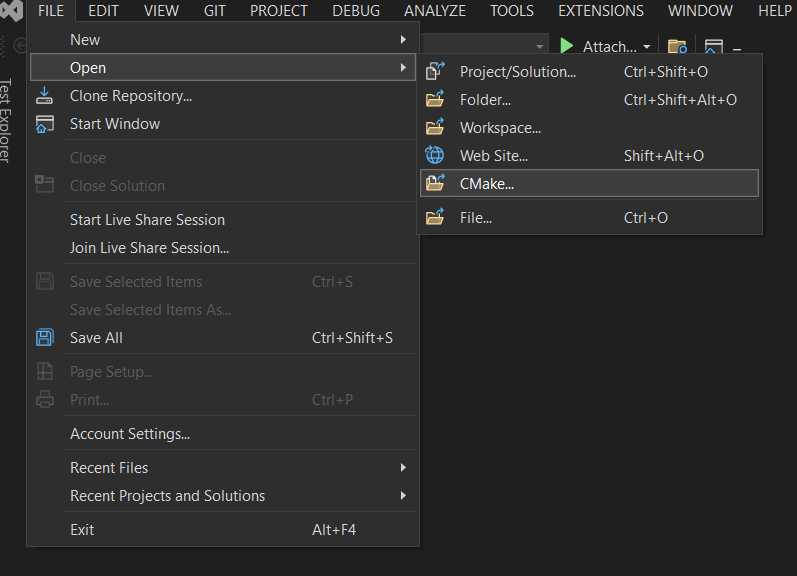 FILE EDIT VIEW GIT PROJECT DEBUG ANALYZE TOOLS EXTENSIONS WINDOW HELP
Attach...
Test Explorer
New
Open
Clone Repository...
Start Window
Close
Close Solution
Start Live Share Session
Join Live Share Session...
Save Selected Items Ctrl+S
Save Selected Items As...
Save All Ctrl+Shift+S
Page Setup...
Print... Ctrl+P
Account Settings...
Recent Files
Recent Projects and Solutions
Exit Alt+F4
Project/Solution... Ctrl+Shift+O
Folder... Ctrl+Shift+Alt+O
Workspace...
Web Site... Shift+Alt+O
CMake...
File... Ctrl+O